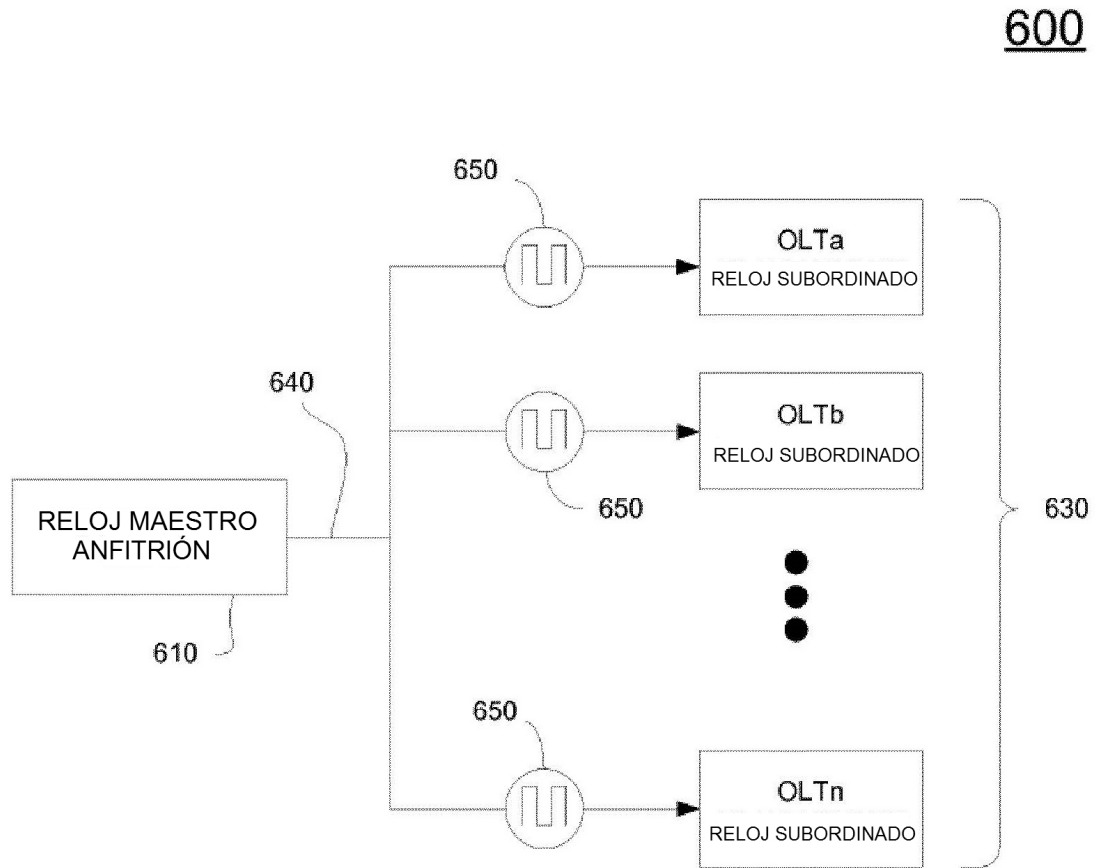 600
650
OLTa
RELOJ SUBORDINADO
640
OLTb
RELOJ SUBORDINADO
650
630
RELOJ MAESTRO
ANFITRIÓN
610
650
OLTn
RELOJ SUBORDINADO